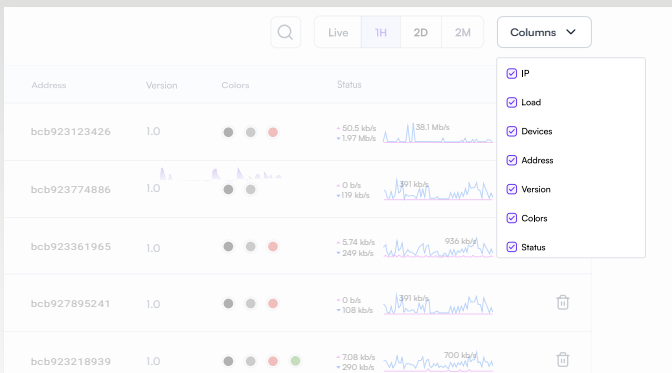 Live 1H 2D 2M Columns
IP
Load
Devices
Address
Version
Colors
Status
Address Version Colors Status
bcb923123426 1.0 50.5 kb/s 1.97 Mb/s 38.1 Mb/s
bcb923774886 1.0 0 b/s 119 kb/s 391 kb/s
bcb923361965 1.0 5.74 kb/s 249 kb/s 936 kb/s
bcb927895241 1.0 0 b/s 108 kb/s 391 kb/s
bcb923218939 1.0 7.08 kb/s 290 kb/s 700 kb/s